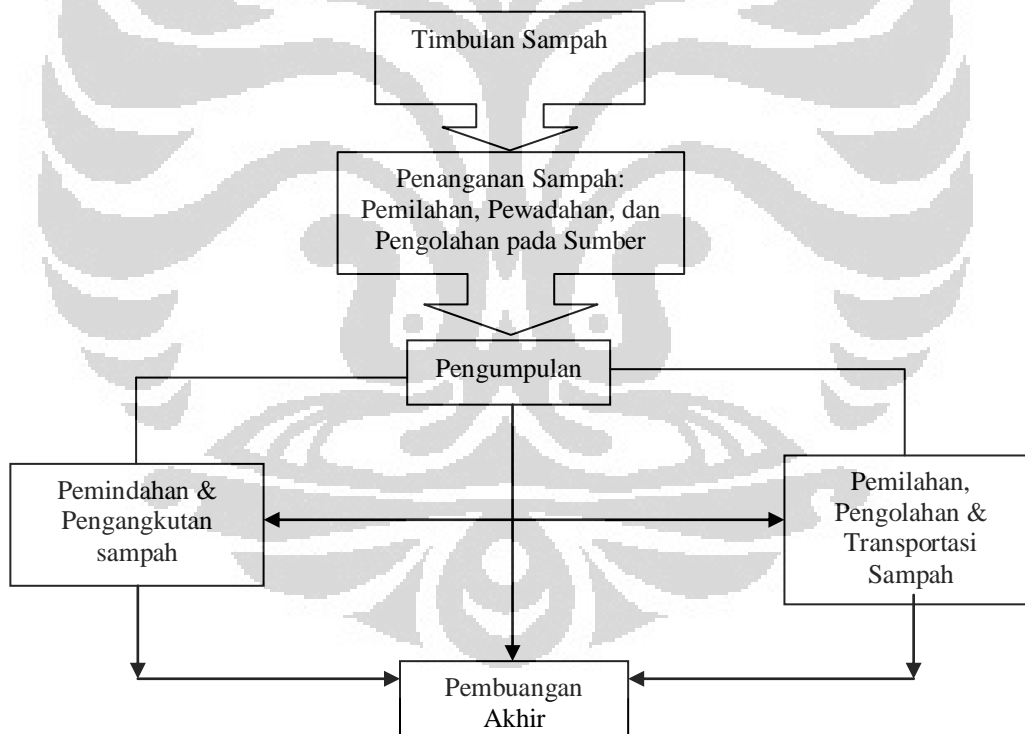 Timbulan Sampah
Penanganan Sampah:
Pemilahan, Pewadahan, dan
Pengolahan pada Sumber
Pengumpulan
Pemindahan &
Pengangkutan
sampah
Pemilahan,
Pengolahan &
Transportasi
Sampah
Pembuangan
Akhir